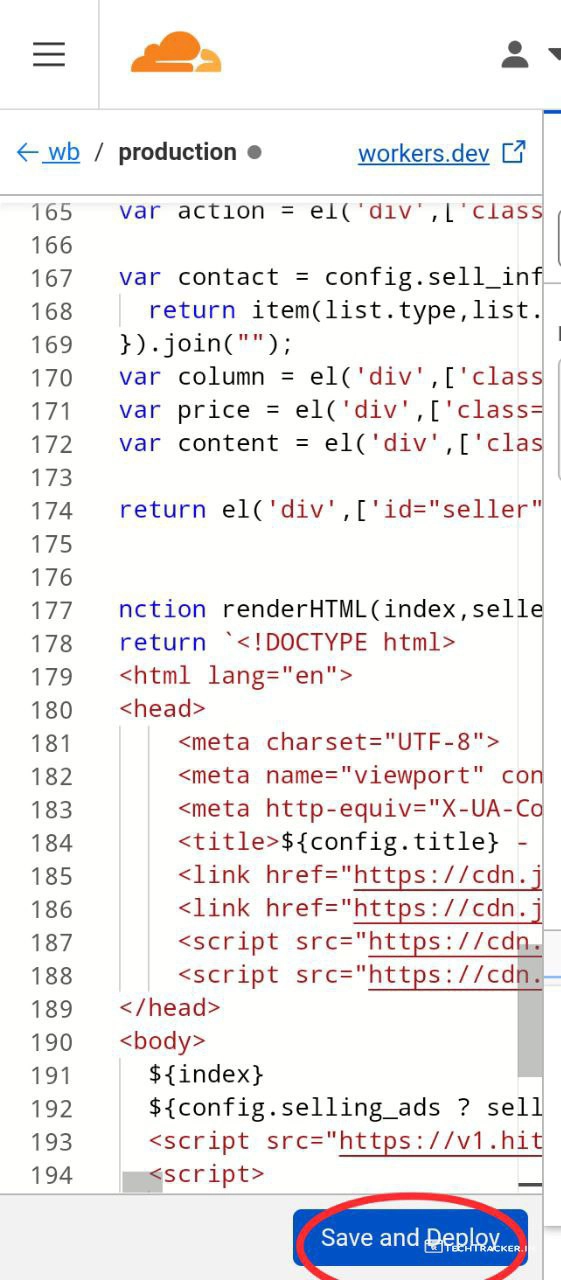 wb / production workers.dev
165 var action = el('div',['class
166
167 var contact = config.sell_inf
168 return item(list.type,list.
169 }).join("");
170 var column = el('div',['class
171 var price = el('div',['class=
172 var content = el('div',['clas
173
174 return el('div',['id="seller"
175
176
177 nction renderHTML(index,selle
178 return `<!DOCTYPE html>
179 <html lang="en">
180 <head>
181 <meta charset="UTF-8">
182 <meta name="viewport" con
183 <meta http-equiv="X-UA-Co
184 <title>${config.title} -
185 <link href="https://cdn.j
186 <link href="https://cdn.j
187 <script src="https://cdn.
188 <script src="https://cdn.
189 </head>
190 <body>
191 ${index}
192 ${config.selling_ads ? sell
193 <script src="https://v1.hit
194 <script>
Save and Deploy
TECHTRACKER.I